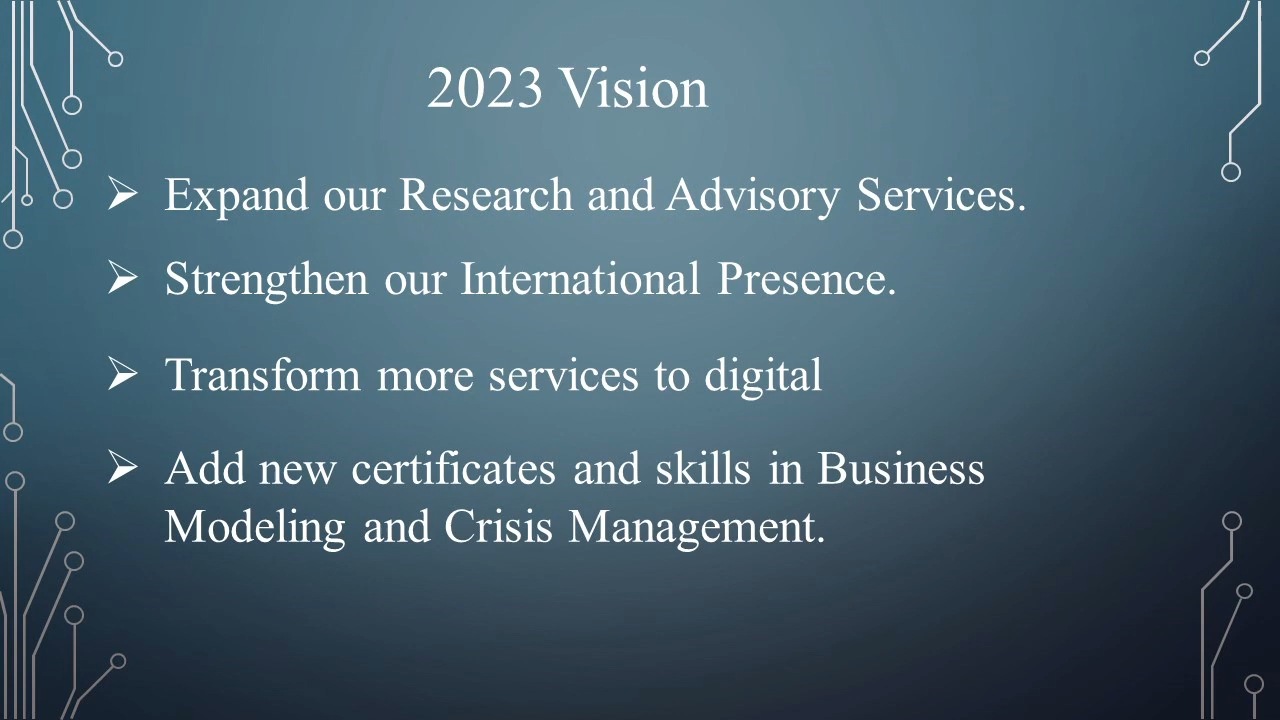 2023 Vision
➢ Expand our Research and Advisory Services.
➢ Strengthen our International Presence.
➢ Transform more services to digital
➢ Add new certificates and skills in Business
Modeling and Crisis Management.